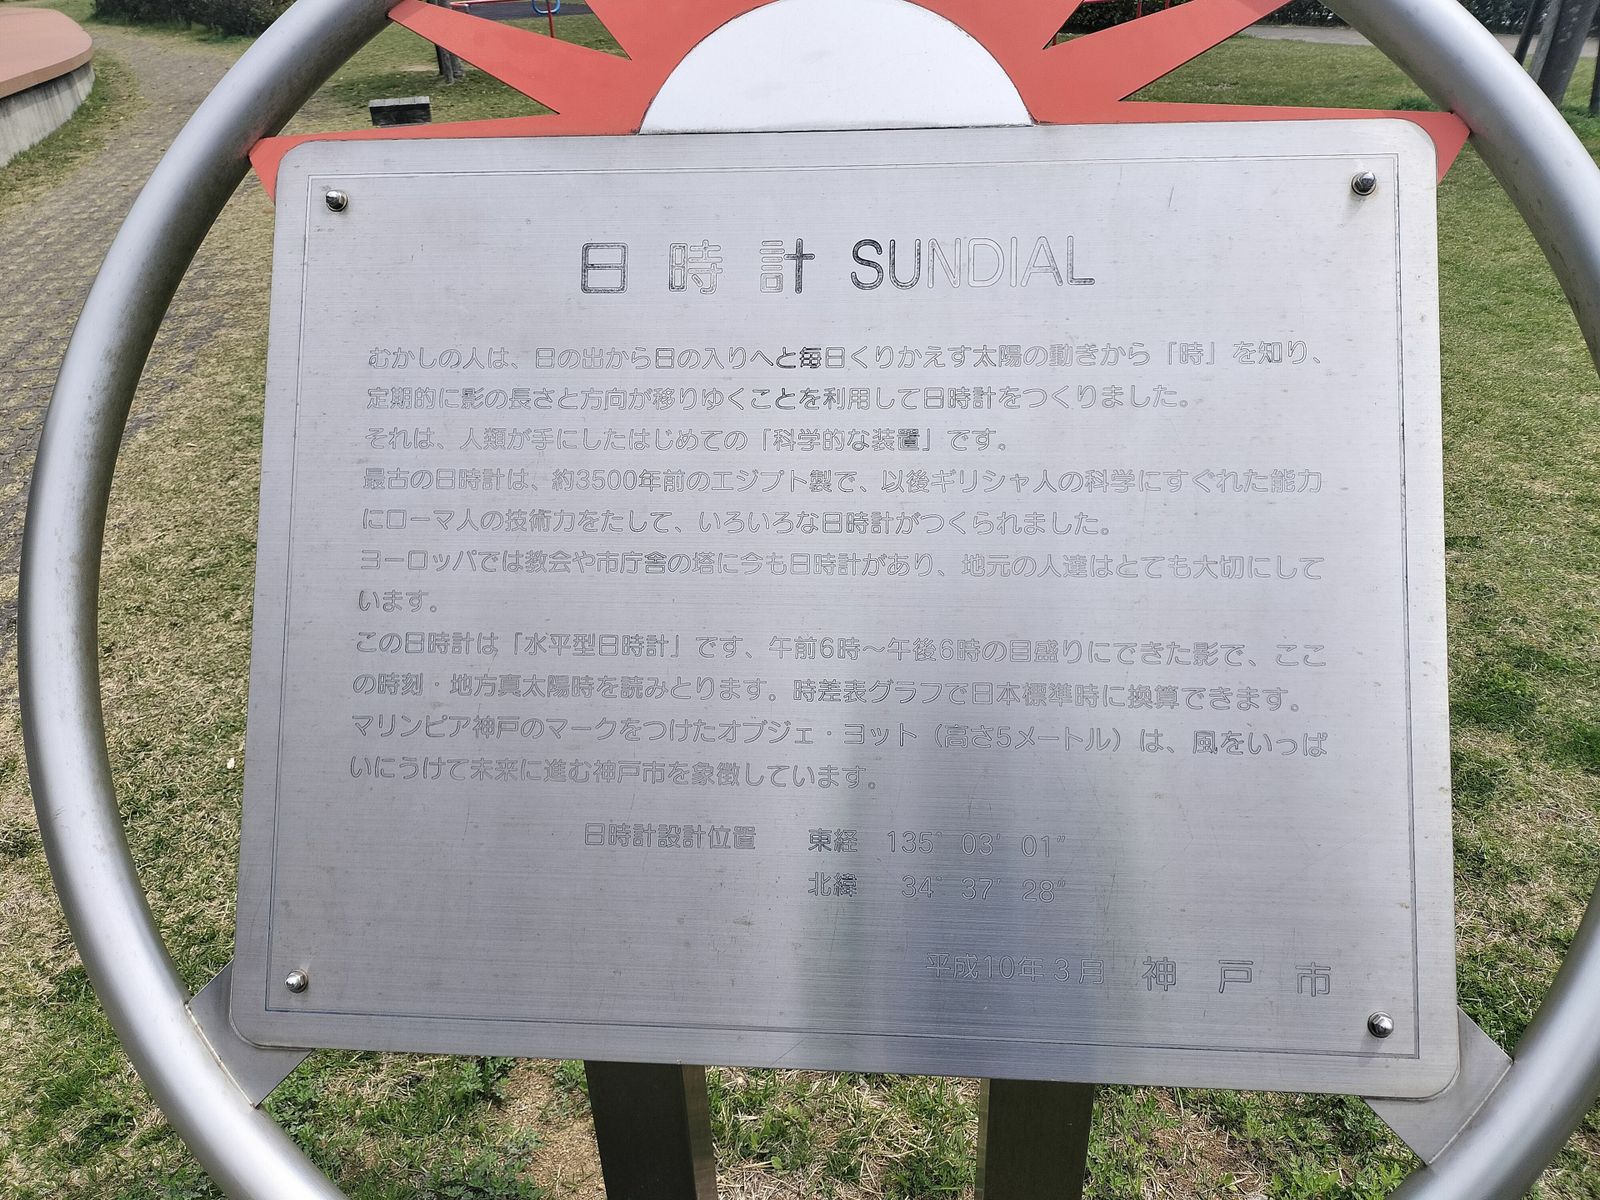 日時計 SUNDIAL
むかしの人は、日の出から日の入りへと毎日くりかえす太陽の動きから「時」を知り、
定期的に影の長さと方向が移りゆくことを利用して日時計をつくりました。
それは、人類が手にしたはじめての「科学的な装置」です。
最古の日時計は、約3500年前のエジプト製で、以後ギリシャ人の科学にすぐれた能力
にローマ人の技術力をたして、いろいろな日時計がつくられました。
ヨーロッパでは教会や市庁舎の塔に今も日時計があり、地元の人達はとても大切にして
います。
この日時計は「水平型日時計」です、午前6時～午後6時の目盛りにできた影で、ここ
の時刻・地方真太陽時を読みとります。時差表グラフで日本標準時に換算できます。
マリンピア神戸のマークをつけたオブジェ・ヨット（高さ5メートル）は、風をいっぱ
いにうけて未来に進む神戸市を象徴しています。
日時計設計位置 東経 135° 03′ 01″
北緯 34° 37′ 28″
平成10年3月 神戸市